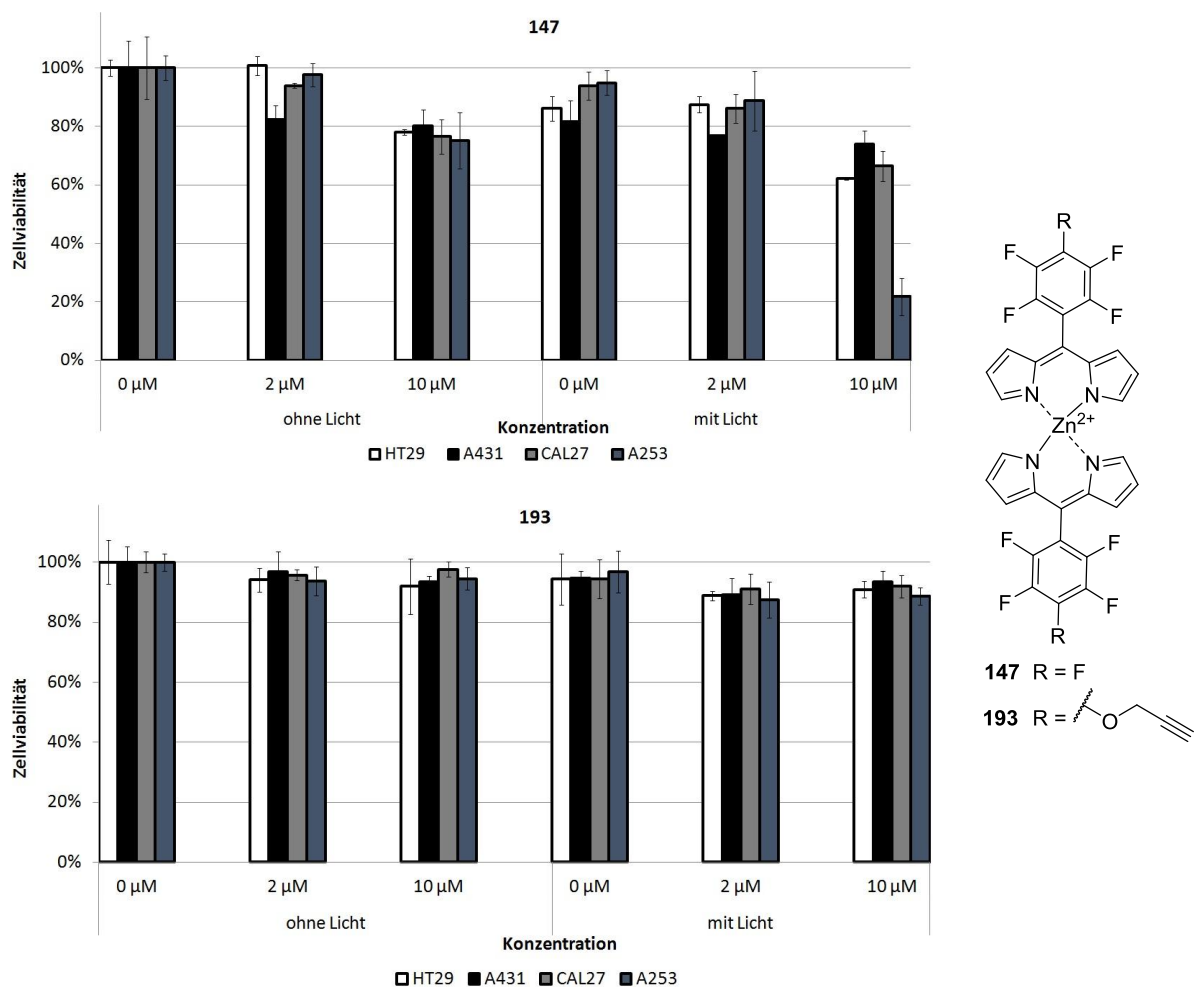 147
100%
80%
60%
40%
20%
0%
Zellviabilität
0 µM 2 µM 10 µM 0 µM 2 µM 10 µM
ohne Licht mit Licht
Konzentration
HT29 A431 CAL27 A253
193
100%
80%
60%
40%
20%
0%
Zellviabilität
0 µM 2 µM 10 µM 0 µM 2 µM 10 µM
ohne Licht mit Licht
Konzentration
HT29 A431 CAL27 A253
R
F F
F F
N N
Zn2+
N N
F F
F F
R
147 R = F
193 R = O